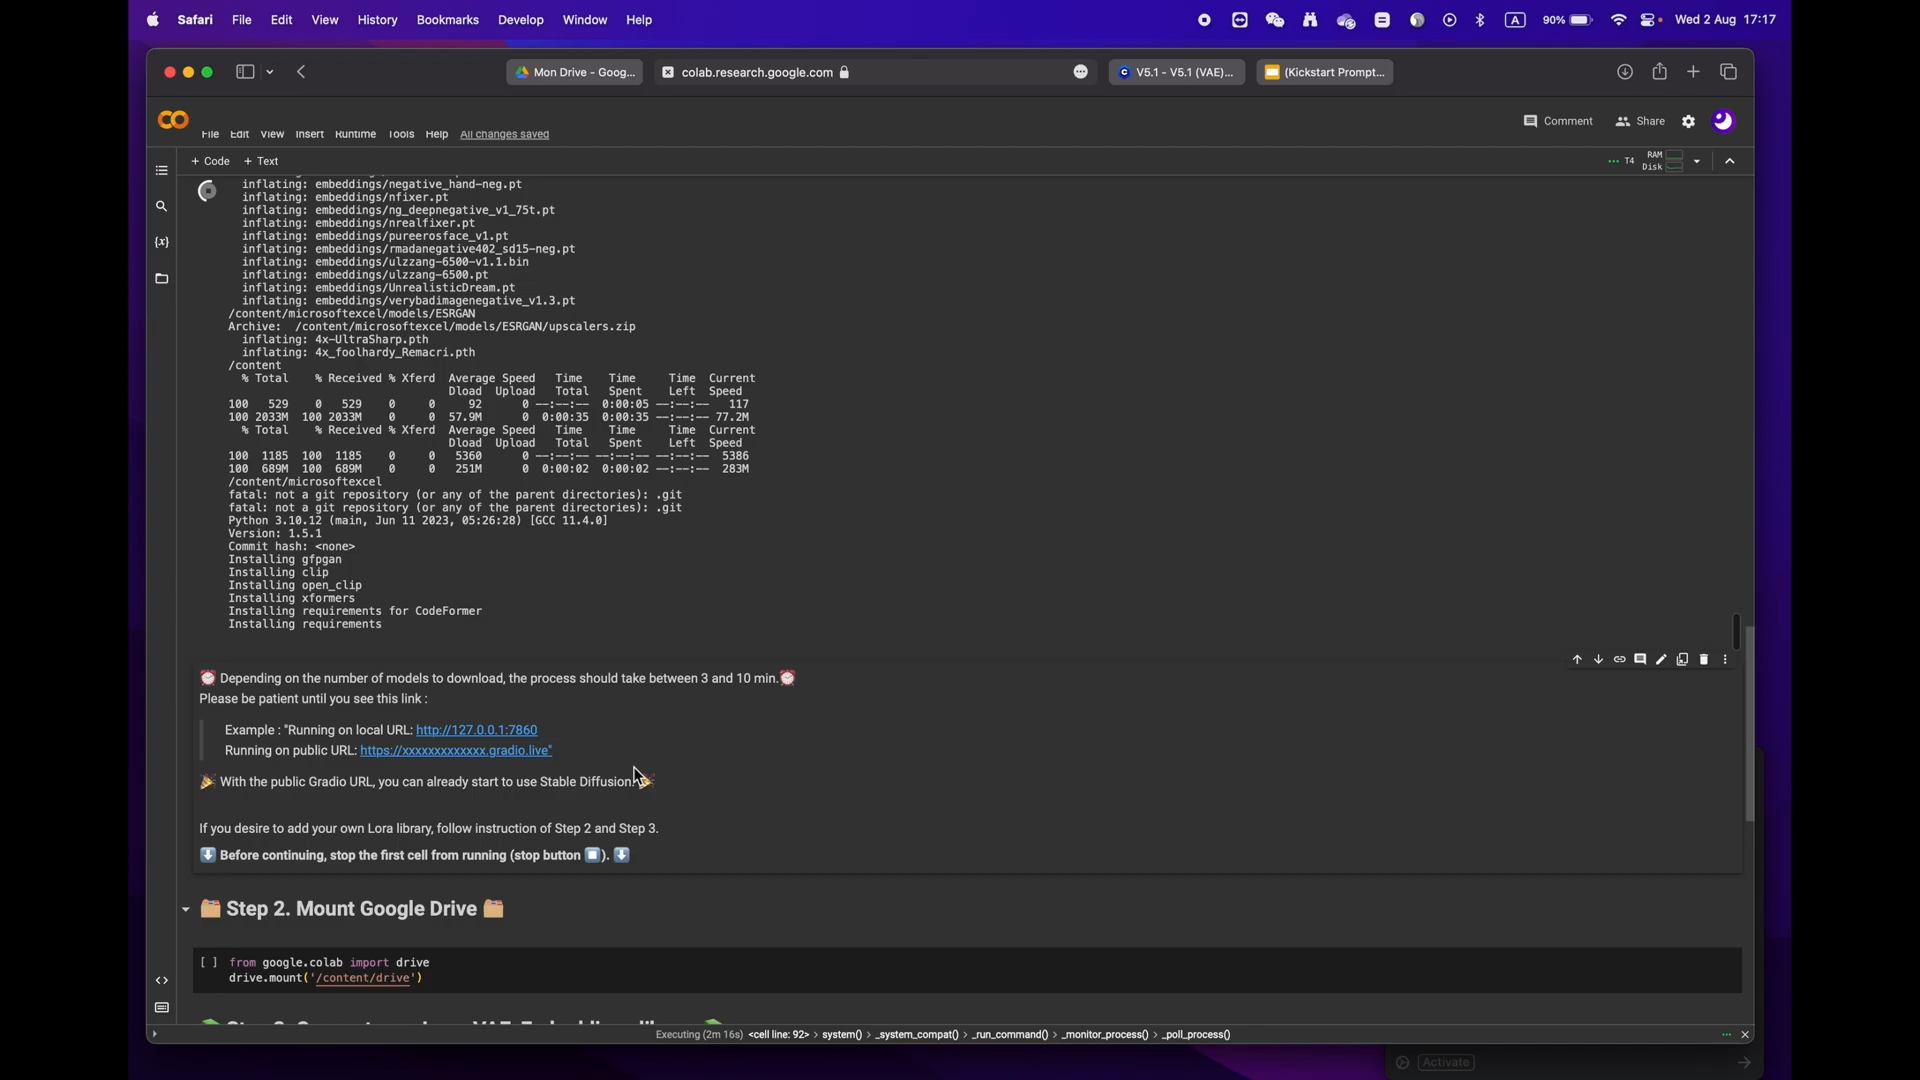 Safari File Edit View History Bookmarks Develop Window Help A 90% Wed 2 Aug 17:17
Mon Drive - Goog... colab.research.google.com V5.1 - V5.1 (VAE)... (Kickstart Prompt...
File Edit View Insert Runtime Tools Help All changes saved Comment Share
+ Code + Text T4 RAM Disk
inflating: embeddings/negative_hand-neg.pt
inflating: embeddings/nfixer.pt
inflating: embeddings/ng_deepnegative_v1_75t.pt
inflating: embeddings/nrealfixer.pt
inflating: embeddings/pureerosface_v1.pt
inflating: embeddings/rmadanegative402_sd15-neg.pt
inflating: embeddings/ulzzang-6500-v1.1.bin
inflating: embeddings/ulzzang-6500.pt
inflating: embeddings/UnrealisticDream.pt
inflating: embeddings/verybadimagenegative_v1.3.pt
/content/microsoftexcel/models/ESRGAN
Archive: /content/microsoftexcel/models/ESRGAN/upscalers.zip
inflating: 4x-UltraSharp.pth
inflating: 4x_foolhardy_Remacri.pth
/content
% Total % Received % Xferd Average Speed Time Time Time Current
Dload Upload Total Spent Left Speed
100 529 0 529 0 0 92 0 --:--:-- 0:00:05 --:--:-- 117
100 2033M 100 2033M 0 0 57.9M 0 0:00:35 0:00:35 --:--:-- 77.2M
% Total % Received % Xferd Average Speed Time Time Time Current
Dload Upload Total Spent Left Speed
100 1185 100 1185 0 0 5360 0 --:--:-- --:--:-- --:--:-- 5386
100 689M 100 689M 0 0 251M 0 0:00:02 0:00:02 --:--:-- 283M
/content/microsoftexcel
fatal: not a git repository (or any of the parent directories): .git
fatal: not a git repository (or any of the parent directories): .git
Python 3.10.12 (main, Jun 11 2023, 05:26:28) [GCC 11.4.0]
Version: 1.5.1
Commit hash: <none>
Installing gfpgan
Installing clip
Installing open_clip
Installing xformers
Installing requirements for CodeFormer
Installing requirements
⏰ Depending on the number of models to download, the process should take between 3 and 10 min.⏰
Please be patient until you see this link :
Example : "Running on local URL: http://127.0.0.1:7860
Running on public URL: https://xxxxxxxxxxxxx.gradio.live"
🎉 With the public Gradio URL, you can already start to use Stable Diffusion! 🎉
If you desire to add your own Lora library, follow instruction of Step 2 and Step 3.
⬇️ Before continuing, stop the first cell from running (stop button ⏹️). ⬇️
🗂️ Step 2. Mount Google Drive 🗂️
[ ] from google.colab import drive
drive.mount('/content/drive')
{x}
<>
Executing (2m 16s) <cell line: 92> > system() > _system_compat() > _run_command() > _monitor_process() > _poll_process()
Activate